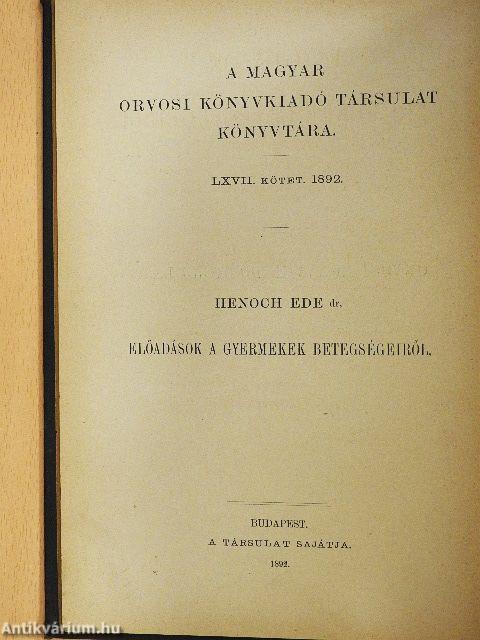 A MAGYAR
ORVOSI KÖNYVKIADÓ TÁRSULAT
KÖNYVTÁRA.
LXVII. KÖTET. 1892.
HENOCH EDE dr.
ELŐADÁSOK A GYERMEKEK BETEGSÉGEIRŐL.
BUDAPEST.
A TÁRSULAT SAJÁTJA.
1892.
Antikvárium.hu